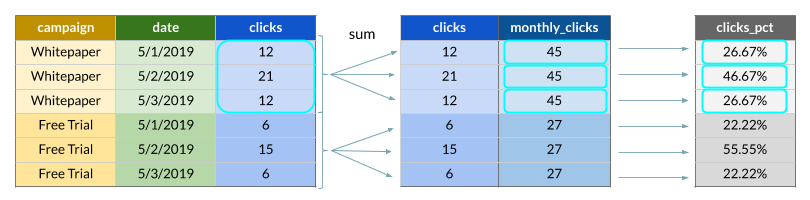 campaign date clicks sum clicks monthly_clicks clicks_pct
Whitepaper 5/1/2019 12 12 45 26.67%
Whitepaper 5/2/2019 21 21 45 46.67%
Whitepaper 5/3/2019 12 12 45 26.67%
Free Trial 5/1/2019 6 6 27 22.22%
Free Trial 5/2/2019 15 15 27 55.55%
Free Trial 5/3/2019 6 6 27 22.22%